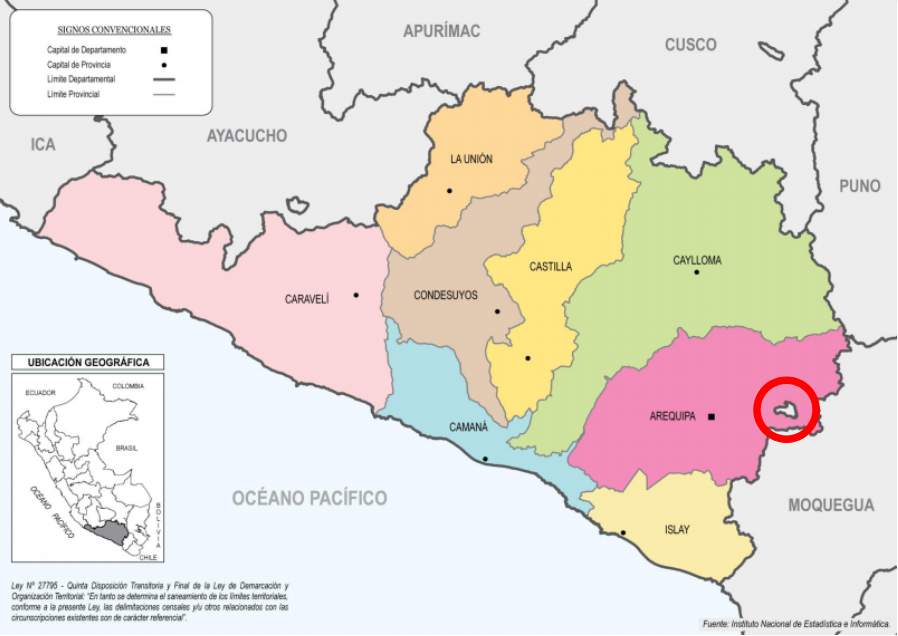 SIGNOS CONVENCIONALES
Capital de Departamento
Capital de Provincia
Límite Departamental
Límite Provincial
APURÍMAC
CUSCO
ICA
AYACUCHO
LA UNIÓN
PUNO
CASTILLA
CAYLLOMA
CARAVELÍ
CONDESUYOS
AREQUIPA
CAMANÁ
MOQUEGUA
ISLAY
OCÉANO PACÍFICO
UBICACIÓN GEOGRÁFICA
COLOMBIA
ECUADOR
BRASIL
OCÉANO PACÍFICO
BOLIVIA
CHILE
Ley Nº 27795 - Quinta Disposición Transitoria y Final de la Ley de Demarcación y
Organización Territorial: "En tanto se determina el saneamiento de los límites territoriales,
conforme a la presente Ley, las delimitaciones censales y/u otros relacionados con las
circunscripciones existentes son de carácter referencial".
Fuente: Instituto Nacional de Estadística e Informática.